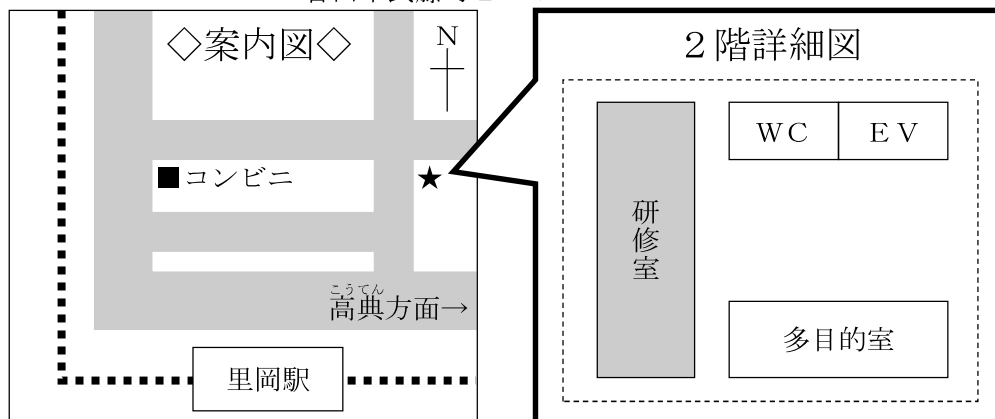 ◇案内図◇
N
■コンビニ
★
こうてん
高典方面→
里岡駅
2階詳細図
WC
EV
研修室
多目的室